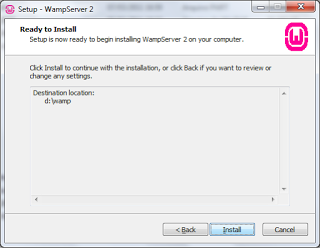 Setup - WampServer 2
Ready to Install
Setup is now ready to begin installing WampServer 2 on your computer.
Click Install to continue with the installation, or click Back if you want to review or
change any settings.
Destination location:
d:\wamp
< Back
Install
Cancel